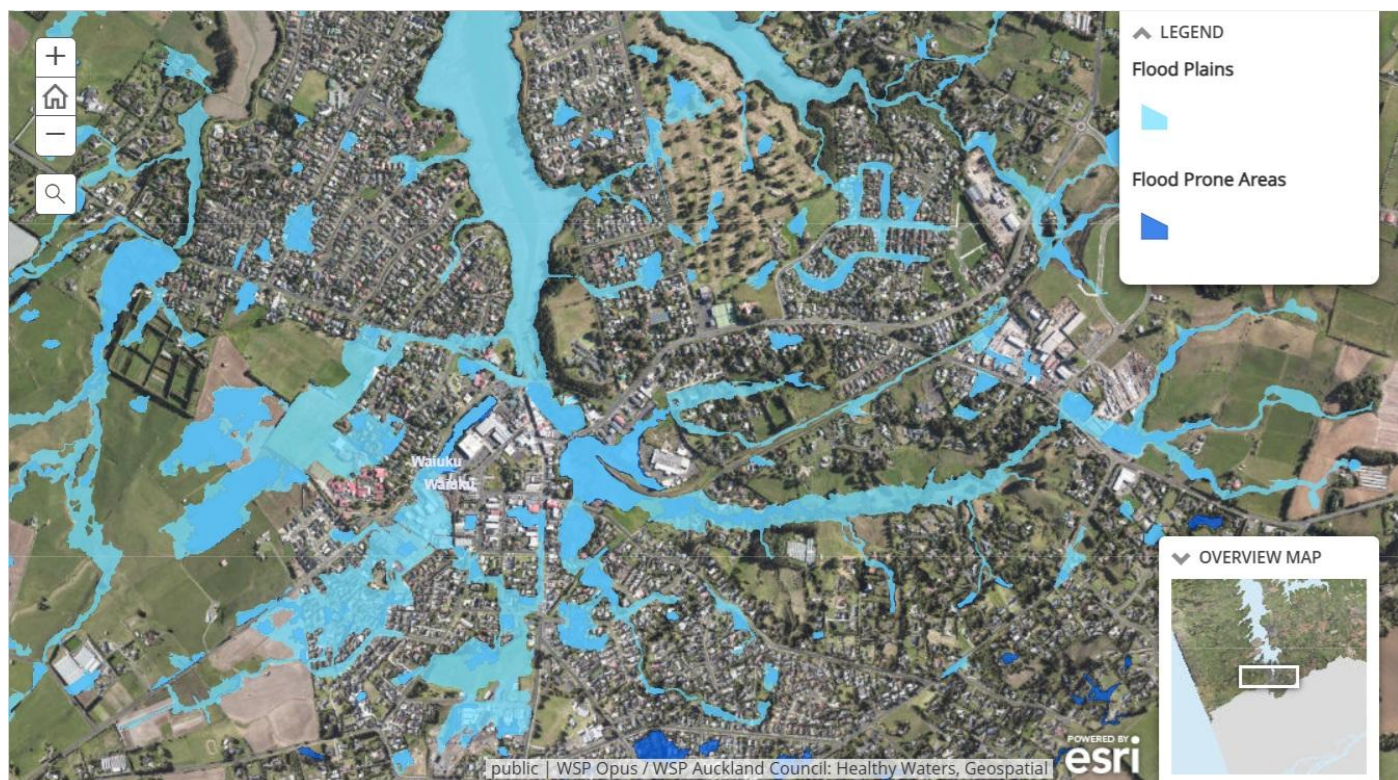 +
−
LEGEND
Flood Plains
Flood Prone Areas
Waiuku
OVERVIEW MAP
POWERED BY
esri
public | WSP Opus / WSP Auckland Council: Healthy Waters, Geospatial